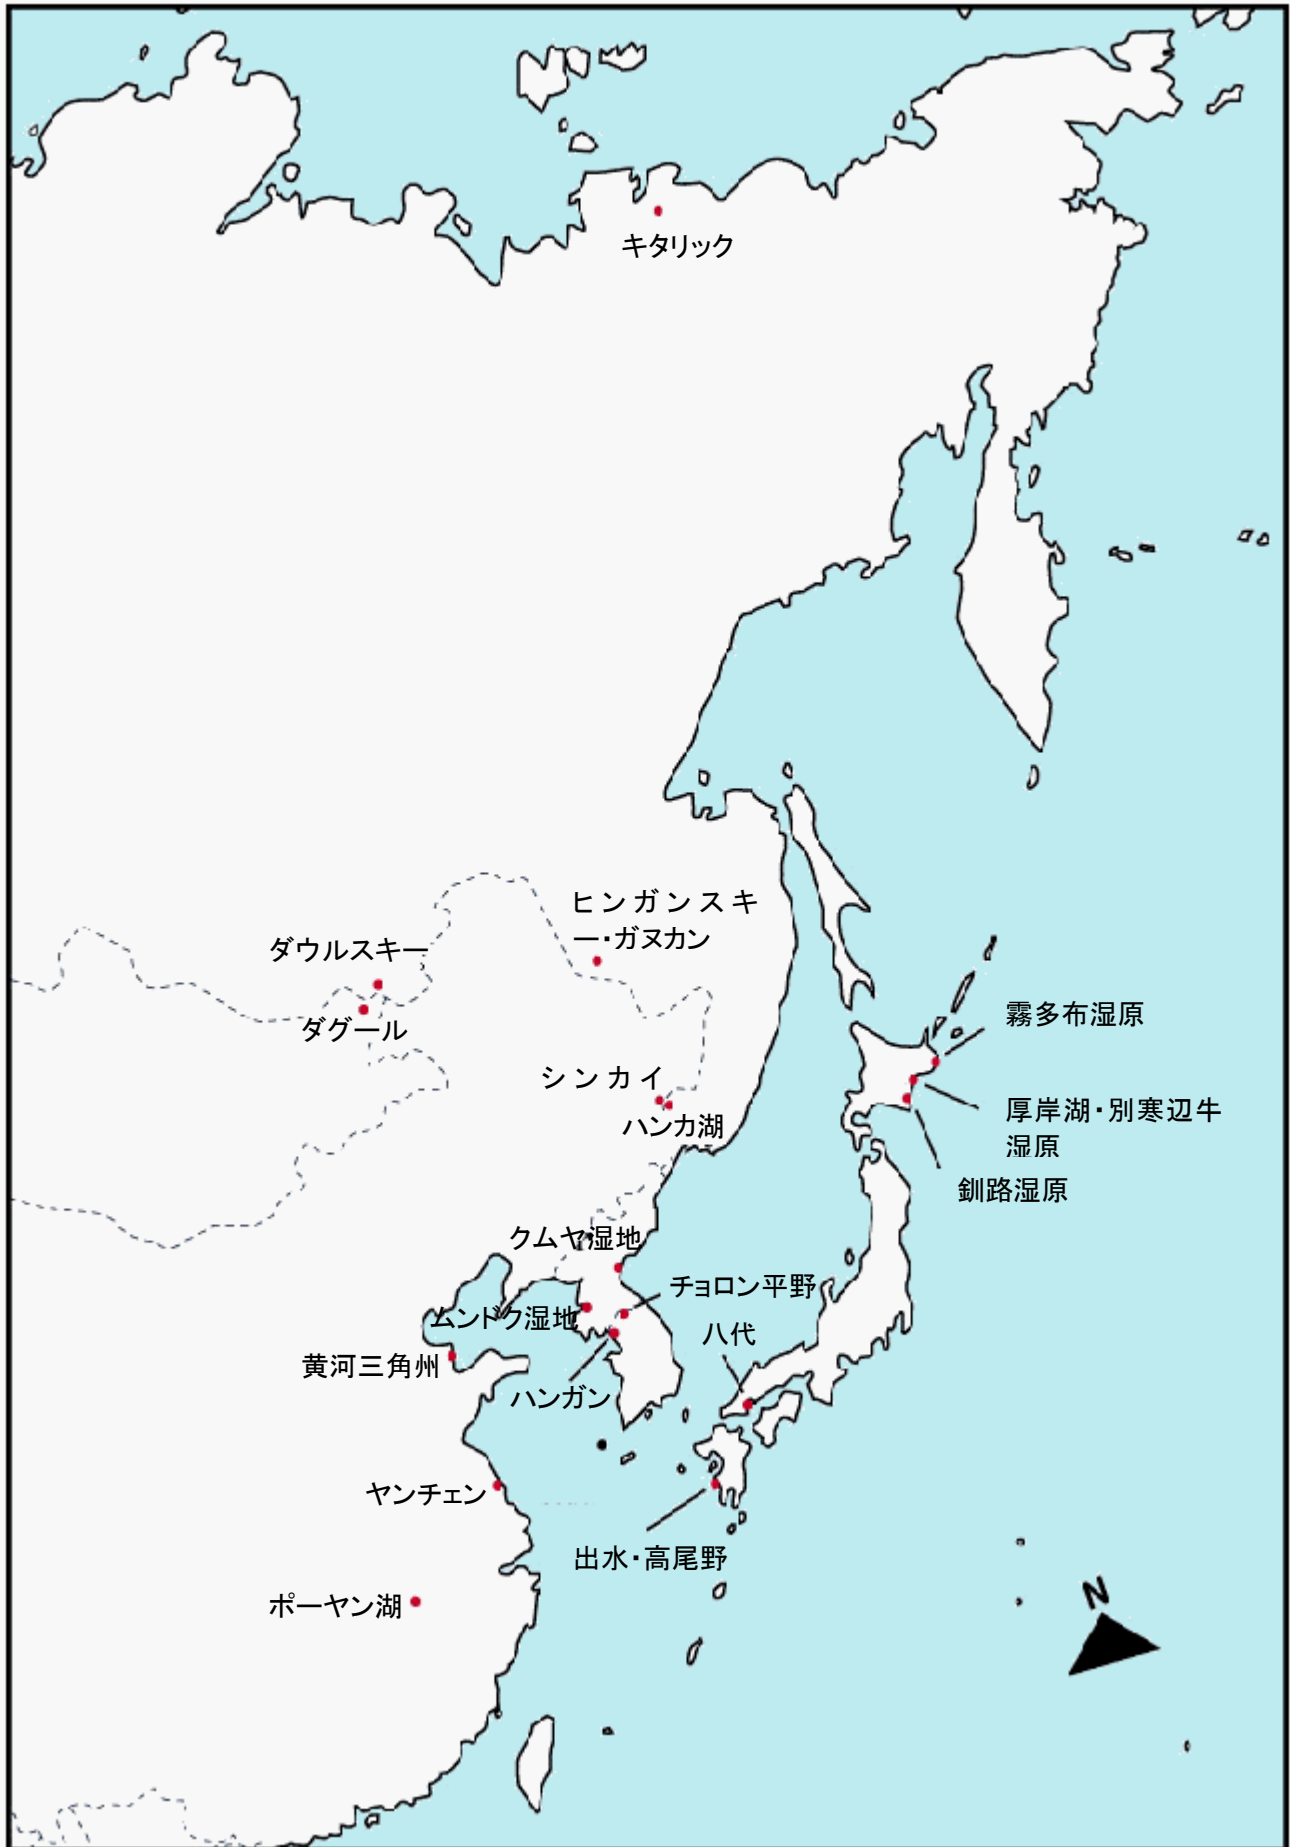 キタリック
ヒンガンスキ
ー・ガヌカン
ダウルスキー
ダグール
霧多布湿原
シンカイ
ハンカ湖
厚岸湖・別寒辺牛
湿原
釧路湿原
クムヤ湿地
チョロン平野
ムンドク湿地
八代
黄河三角州
ハンガン
ヤンチェン
出水・高尾野
ポーヤン湖
N